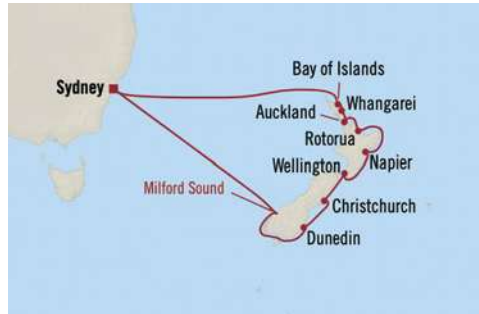 Bay of Islands
Sydney
Whangarei
Auckland
Rotorua
Napier
Wellington
Milford Sound
Christchurch
Dunedin